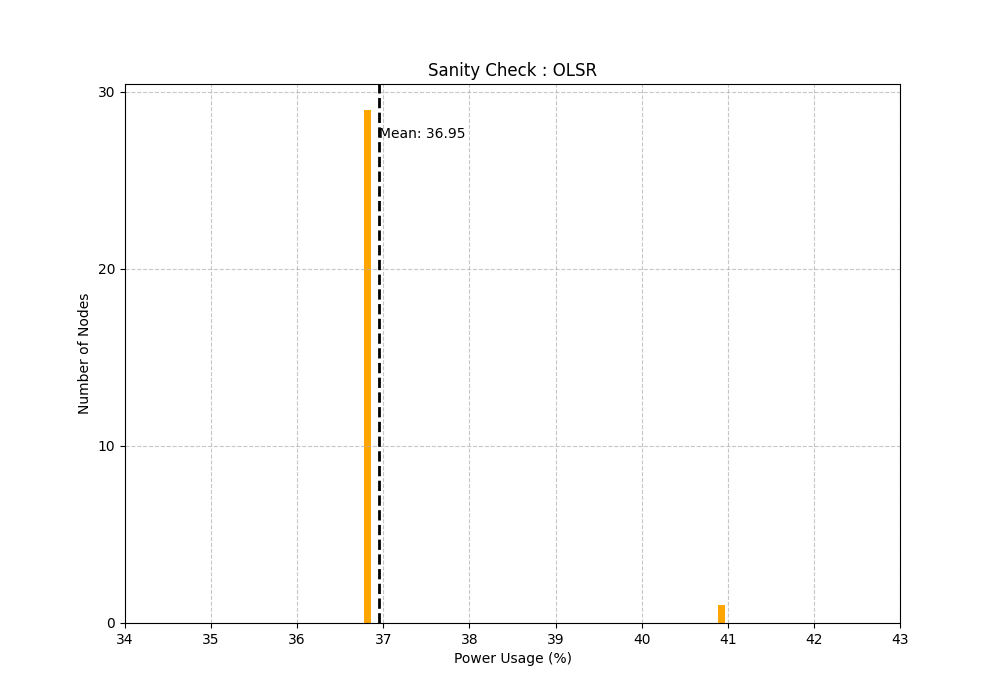 Sanity Check : OLSR
30
Mean: 36.95
20
10
0
Number of Nodes
34 35 36 37 38 39 40 41 42 43
Power Usage (%)